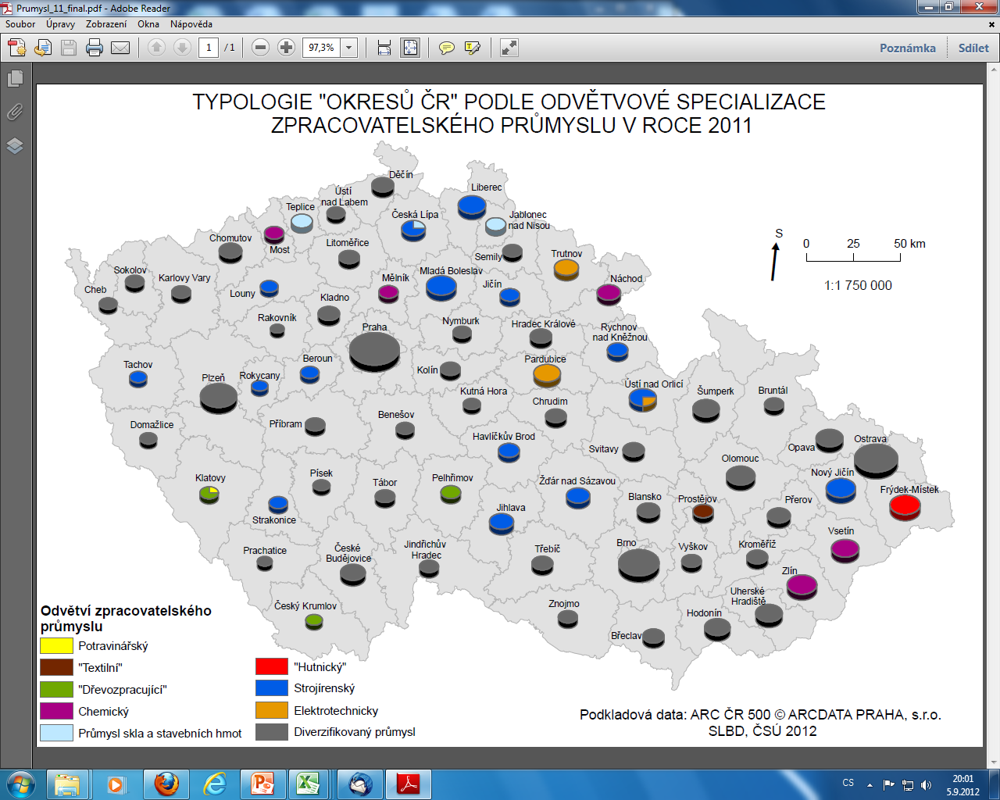 Prumysl_11_final.pdf - Adobe Reader
Soubor Úpravy Zobrazení Okna Nápověda
1 / 1 97,3% Poznámka Sdílet
TYPOLOGIE "OKRESŮ ČR" PODLE ODVĚTVOVÉ SPECIALIZACE
ZPRACOVATELSKÉHO PRŮMYSLU V ROCE 2011
Děčín
Liberec
Ústí
nad Labem
Teplice
Česká Lípa
Jablonec
nad Nisou
Chomutov
Most
Litoměřice
Semily
Trutnov
S
0 25 50 km
1:1 750 000
Sokolov
Karlovy Vary
Cheb
Louny
Mělník
Mladá Boleslav
Jičín
Náchod
Kladno
Rakovník
Praha
Nymburk
Hradec Králové
Rychnov
nad Kněžnou
Tachov
Plzeň
Rokycany
Beroun
Kolín
Pardubice
Ústí nad Orlicí
Šumperk
Bruntál
Kutná Hora
Chrudim
Domažlice
Příbram
Benešov
Havlíčkův Brod
Svitavy
Opava
Ostrava
Olomouc
Klatovy
Písek
Tábor
Pelhřimov
Žďár nad Sázavou
Nový Jičín
Frýdek-Místek
Strakonice
Jihlava
Blansko
Prostějov
Přerov
Vsetín
Prachatice
České
Budějovice
Jindřichův
Hradec
Třebíč
Brno
Vyškov
Kroměříž
Zlín
Český Krumlov
Znojmo
Břeclav
Hodonín
Uherské
Hradiště
Odvětví zpracovatelského
průmyslu
Potravinářský
"Textilní"
"Dřevozpracující"
Chemický
Průmysl skla a stavebních hmot
"Hutnický"
Strojírenský
Elektrotechnicky
Diverzifikovaný průmysl
Podkladová data: ARC ČR 500 © ARCDATA PRAHA, s.r.o.
SLBD, ČSÚ 2012
CS
20:01
5.9.2012